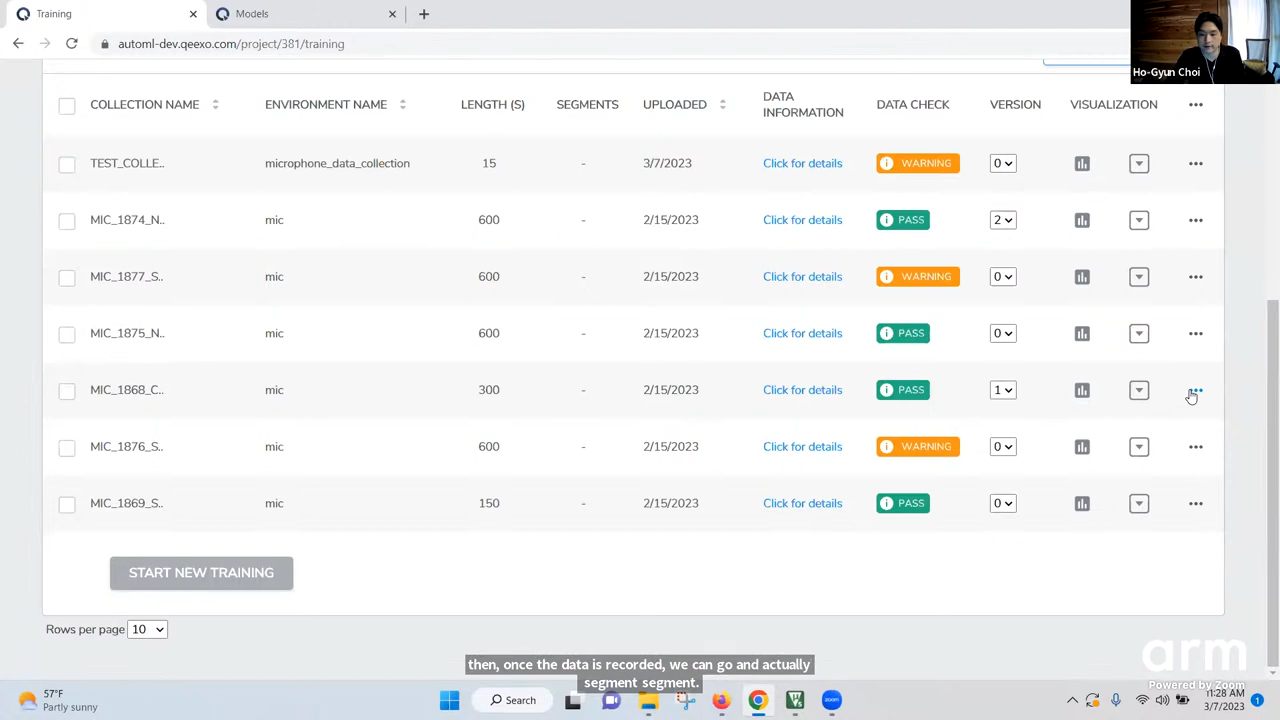 Training
Models
automl-dev.qeexo.com/project/381/training
Ho-Gyun Choi
COLLECTION NAME ENVIRONMENT NAME LENGTH (S) SEGMENTS UPLOADED DATA INFORMATION DATA CHECK VERSION VISUALIZATION
TEST_COLLE.. microphone_data_collection 15 - 3/7/2023 Click for details WARNING 0
MIC_1874_N.. mic 600 - 2/15/2023 Click for details PASS 2
MIC_1877_S.. mic 600 - 2/15/2023 Click for details WARNING 0
MIC_1875_N.. mic 600 - 2/15/2023 Click for details PASS 0
MIC_1868_C.. mic 300 - 2/15/2023 Click for details PASS 1
MIC_1876_S.. mic 600 - 2/15/2023 Click for details WARNING 0
MIC_1869_S.. mic 150 - 2/15/2023 Click for details PASS 0
START NEW TRAINING
Rows per page 10
arm
Powered by Zoom
then, once the data is recorded, we can go and actually
segment segment.
57°F
Partly sunny
Search
zoom
11:28 AM
3/7/2023
1